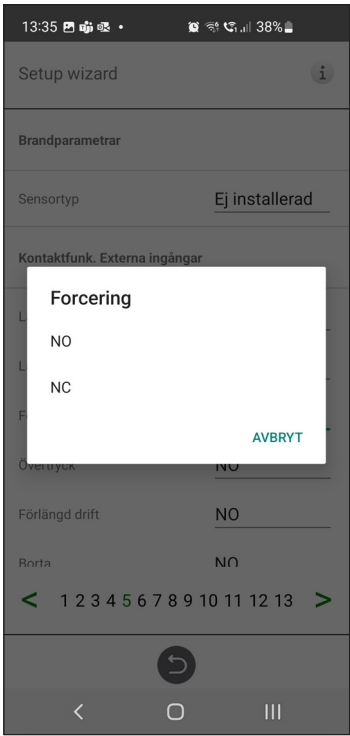 13:35 38%
Setup wizard i
Brandparametrar
Sensortyp Ej installerad
Kontaktfunk. Externa ingångar
Forcering
NO
NC
AVBRYT
Övertryck NO
Förlängd drift NO
Borta NO
< 1 2 3 4 5 6 7 8 9 10 11 12 13 >